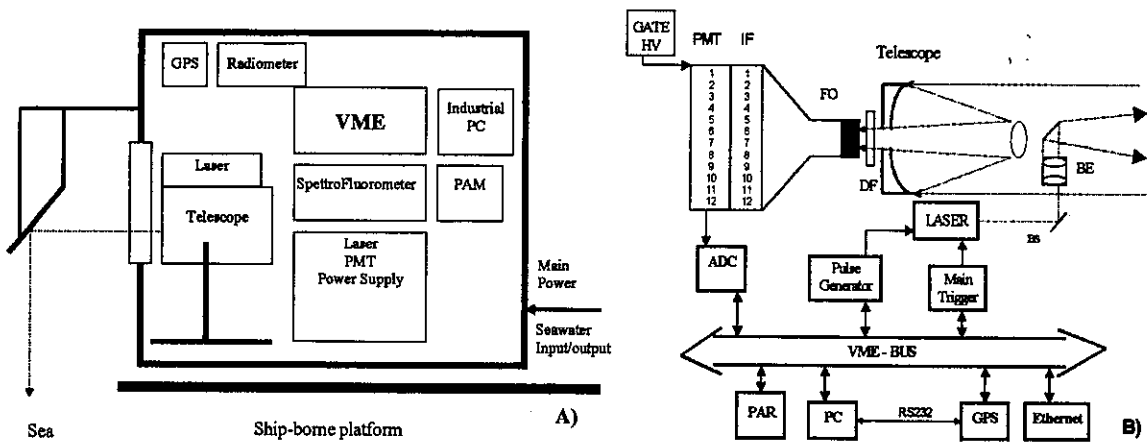 GPS
Radiometer
VME
Industrial
PC
Laser
SpettroFluorometer
PAM
Telescope
Laser
PMT
Power Supply
Main
Power
Seawater
Input/output
Sea
Ship-borne platform
A)
GATE
HV
PMT
IF
Telescope
1
2
3
4
5
6
7
8
9
10
11
12
1
2
3
4
5
6
7
8
9
10
11
12
FO
DF
BE
LASER
BS
ADC
Pulse
Generator
Main
Trigger
VME - BUS
PAR
PC
RS232
GPS
Ethernet
B)